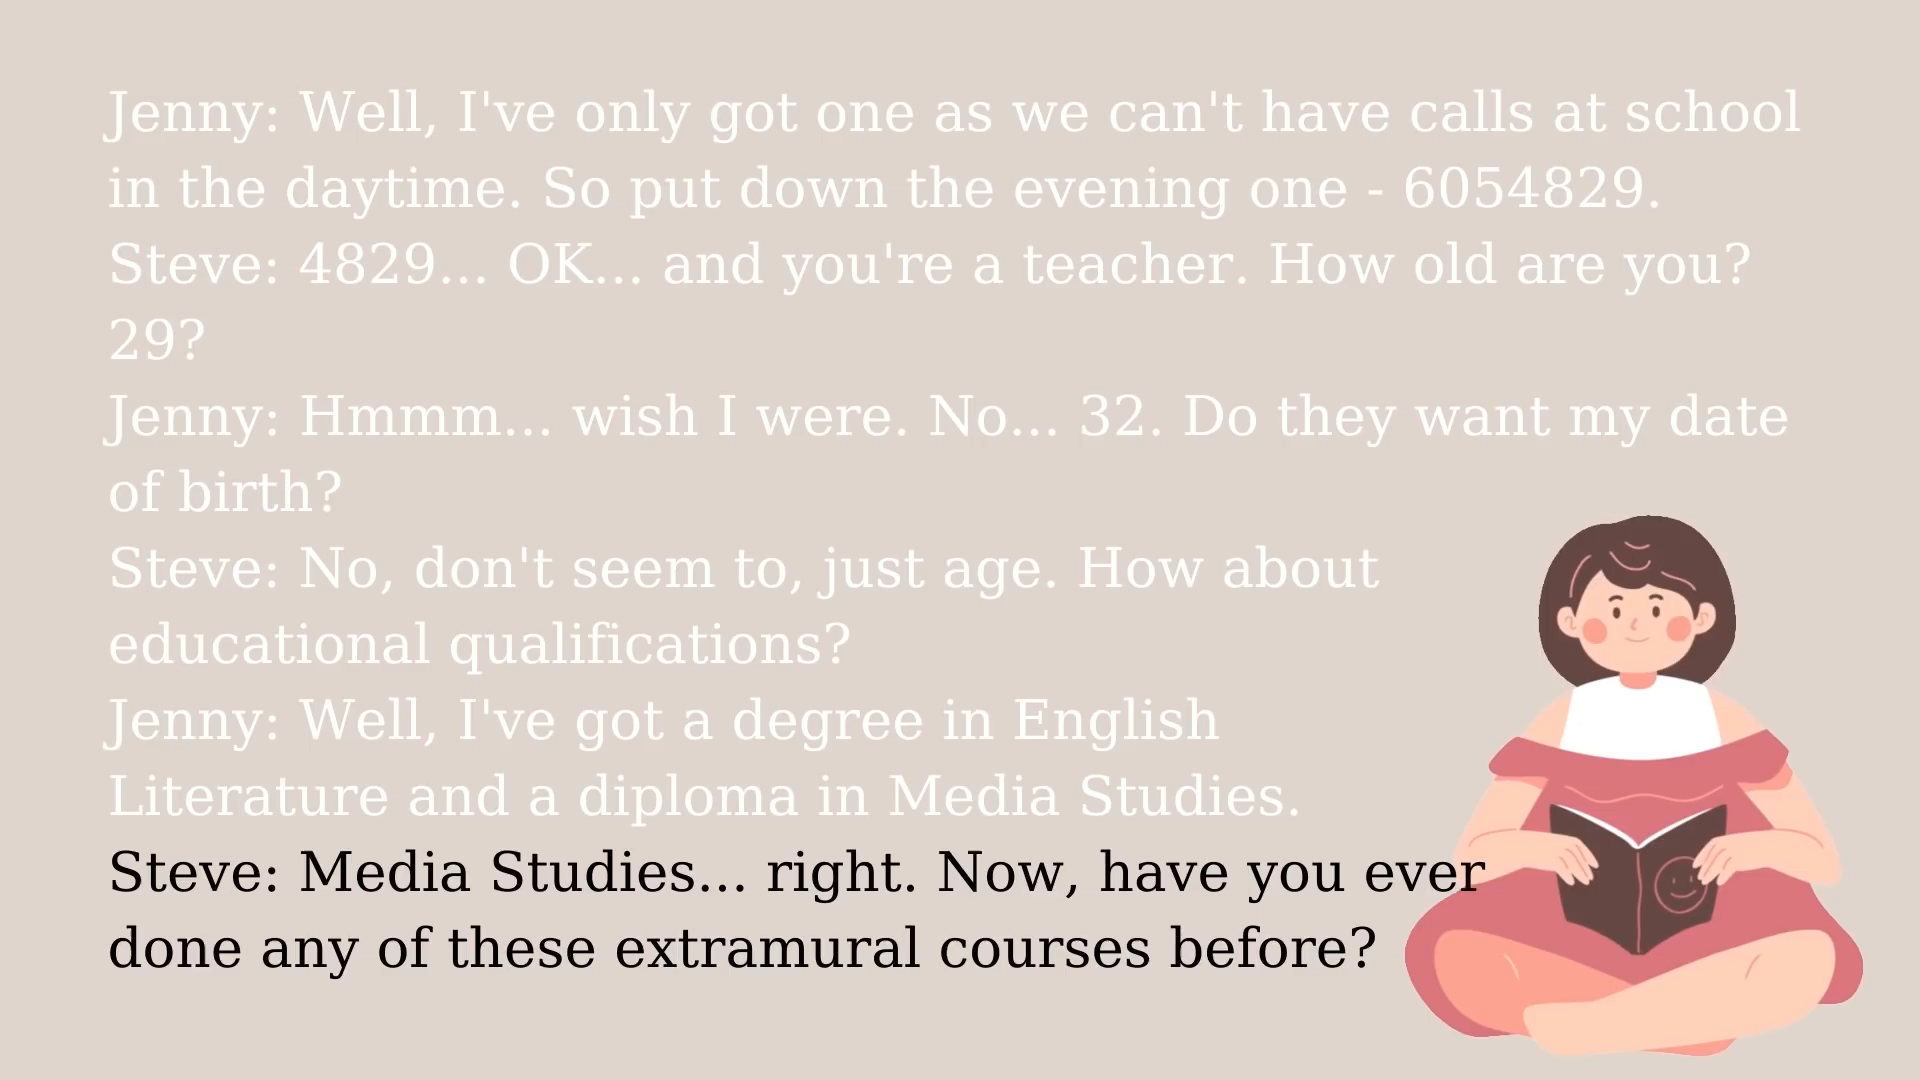 Jenny: Well, I've only got one as we can't have calls at school
in the daytime. So put down the evening one - 6054829.
Steve: 4829... OK... and you're a teacher. How old are you?
29?
Jenny: Hmmm... wish I were. No... 32. Do they want my date
of birth?
Steve: No, don't seem to, just age. How about
educational qualifications?
Jenny: Well, I've got a degree in English
Literature and a diploma in Media Studies.
Steve: Media Studies... right. Now, have you ever
done any of these extramural courses before?